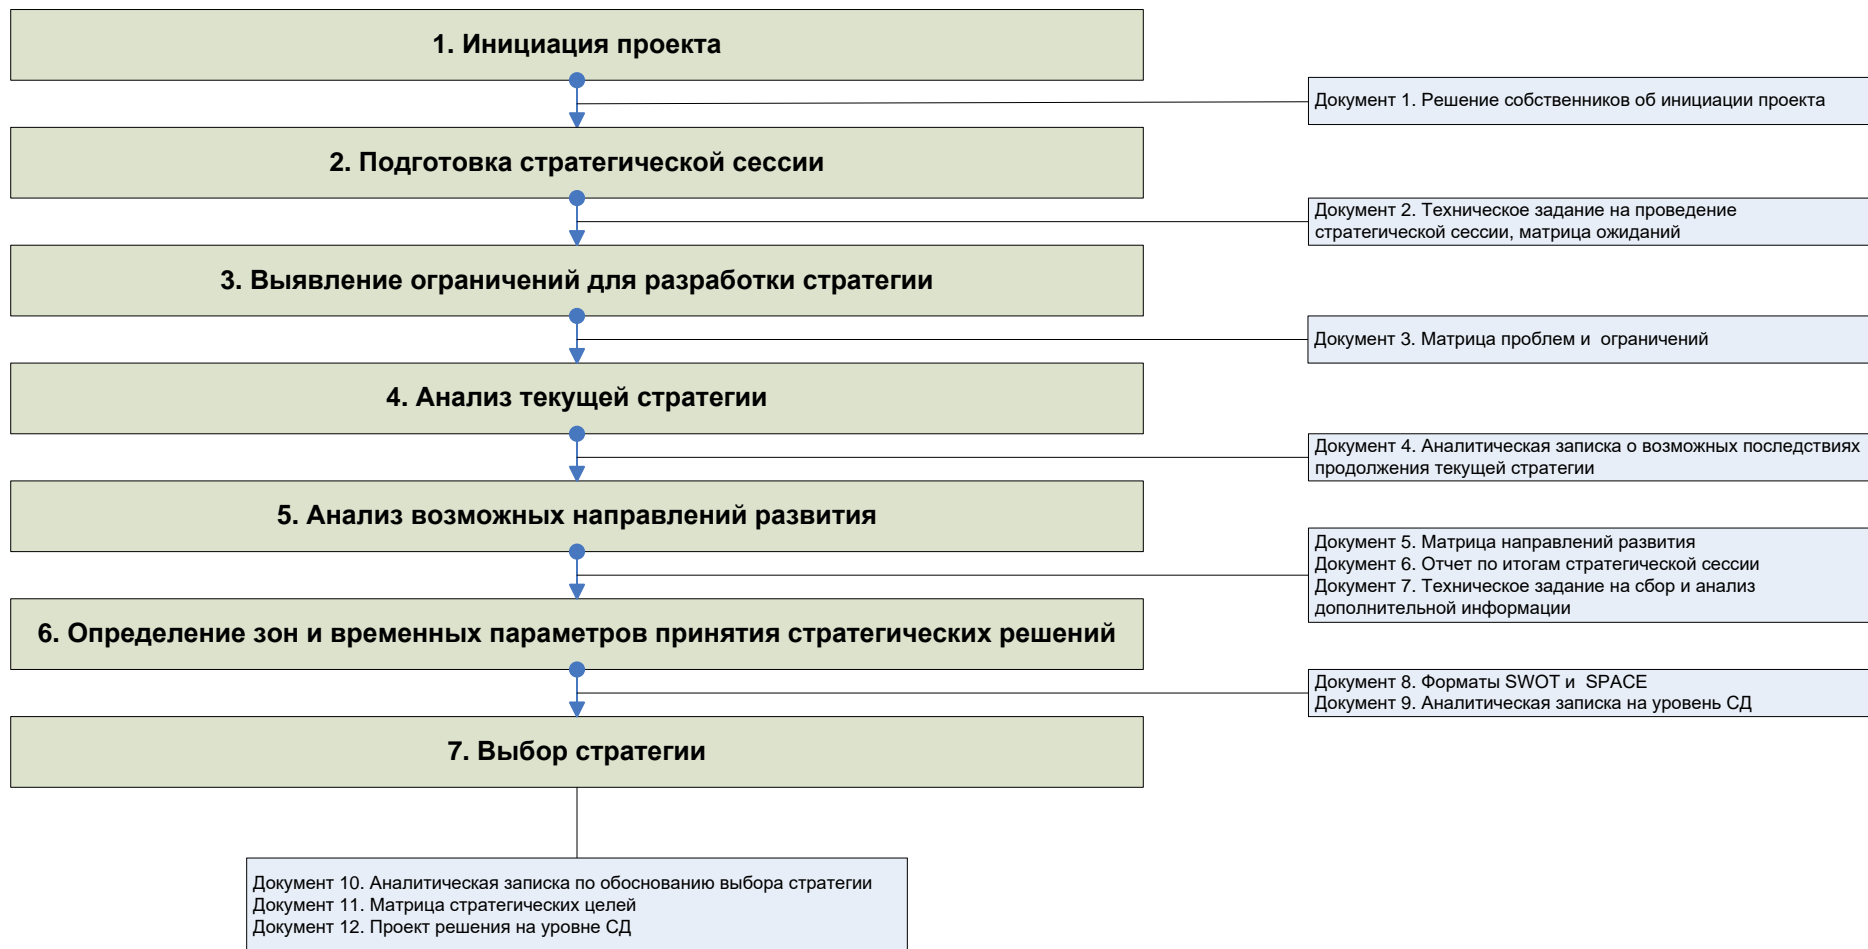 1. Инициация проекта
Документ 1. Решение собственников об инициации проекта
2. Подготовка стратегической сессии
Документ 2. Техническое задание на проведение
стратегической сессии, матрица ожиданий
3. Выявление ограничений для разработки стратегии
Документ 3. Матрица проблем и  ограничений
4. Анализ текущей стратегии
Документ 4. Аналитическая записка о возможных последствиях
продолжения текущей стратегии
5. Анализ возможных направлений развития
Документ 5. Матрица направлений развития
Документ 6. Отчет по итогам стратегической сессии
Документ 7. Техническое задание на сбор и анализ
дополнительной информации
6. Определение зон и временных параметров принятия стратегических решений
Документ 8. Форматы SWOT и  SPACE
Документ 9. Аналитическая записка на уровень СД
7. Выбор стратегии
Документ 10. Аналитическая записка по обоснованию выбора стратегии
Документ 11. Матрица стратегических целей
Документ 12. Проект решения на уровне СД